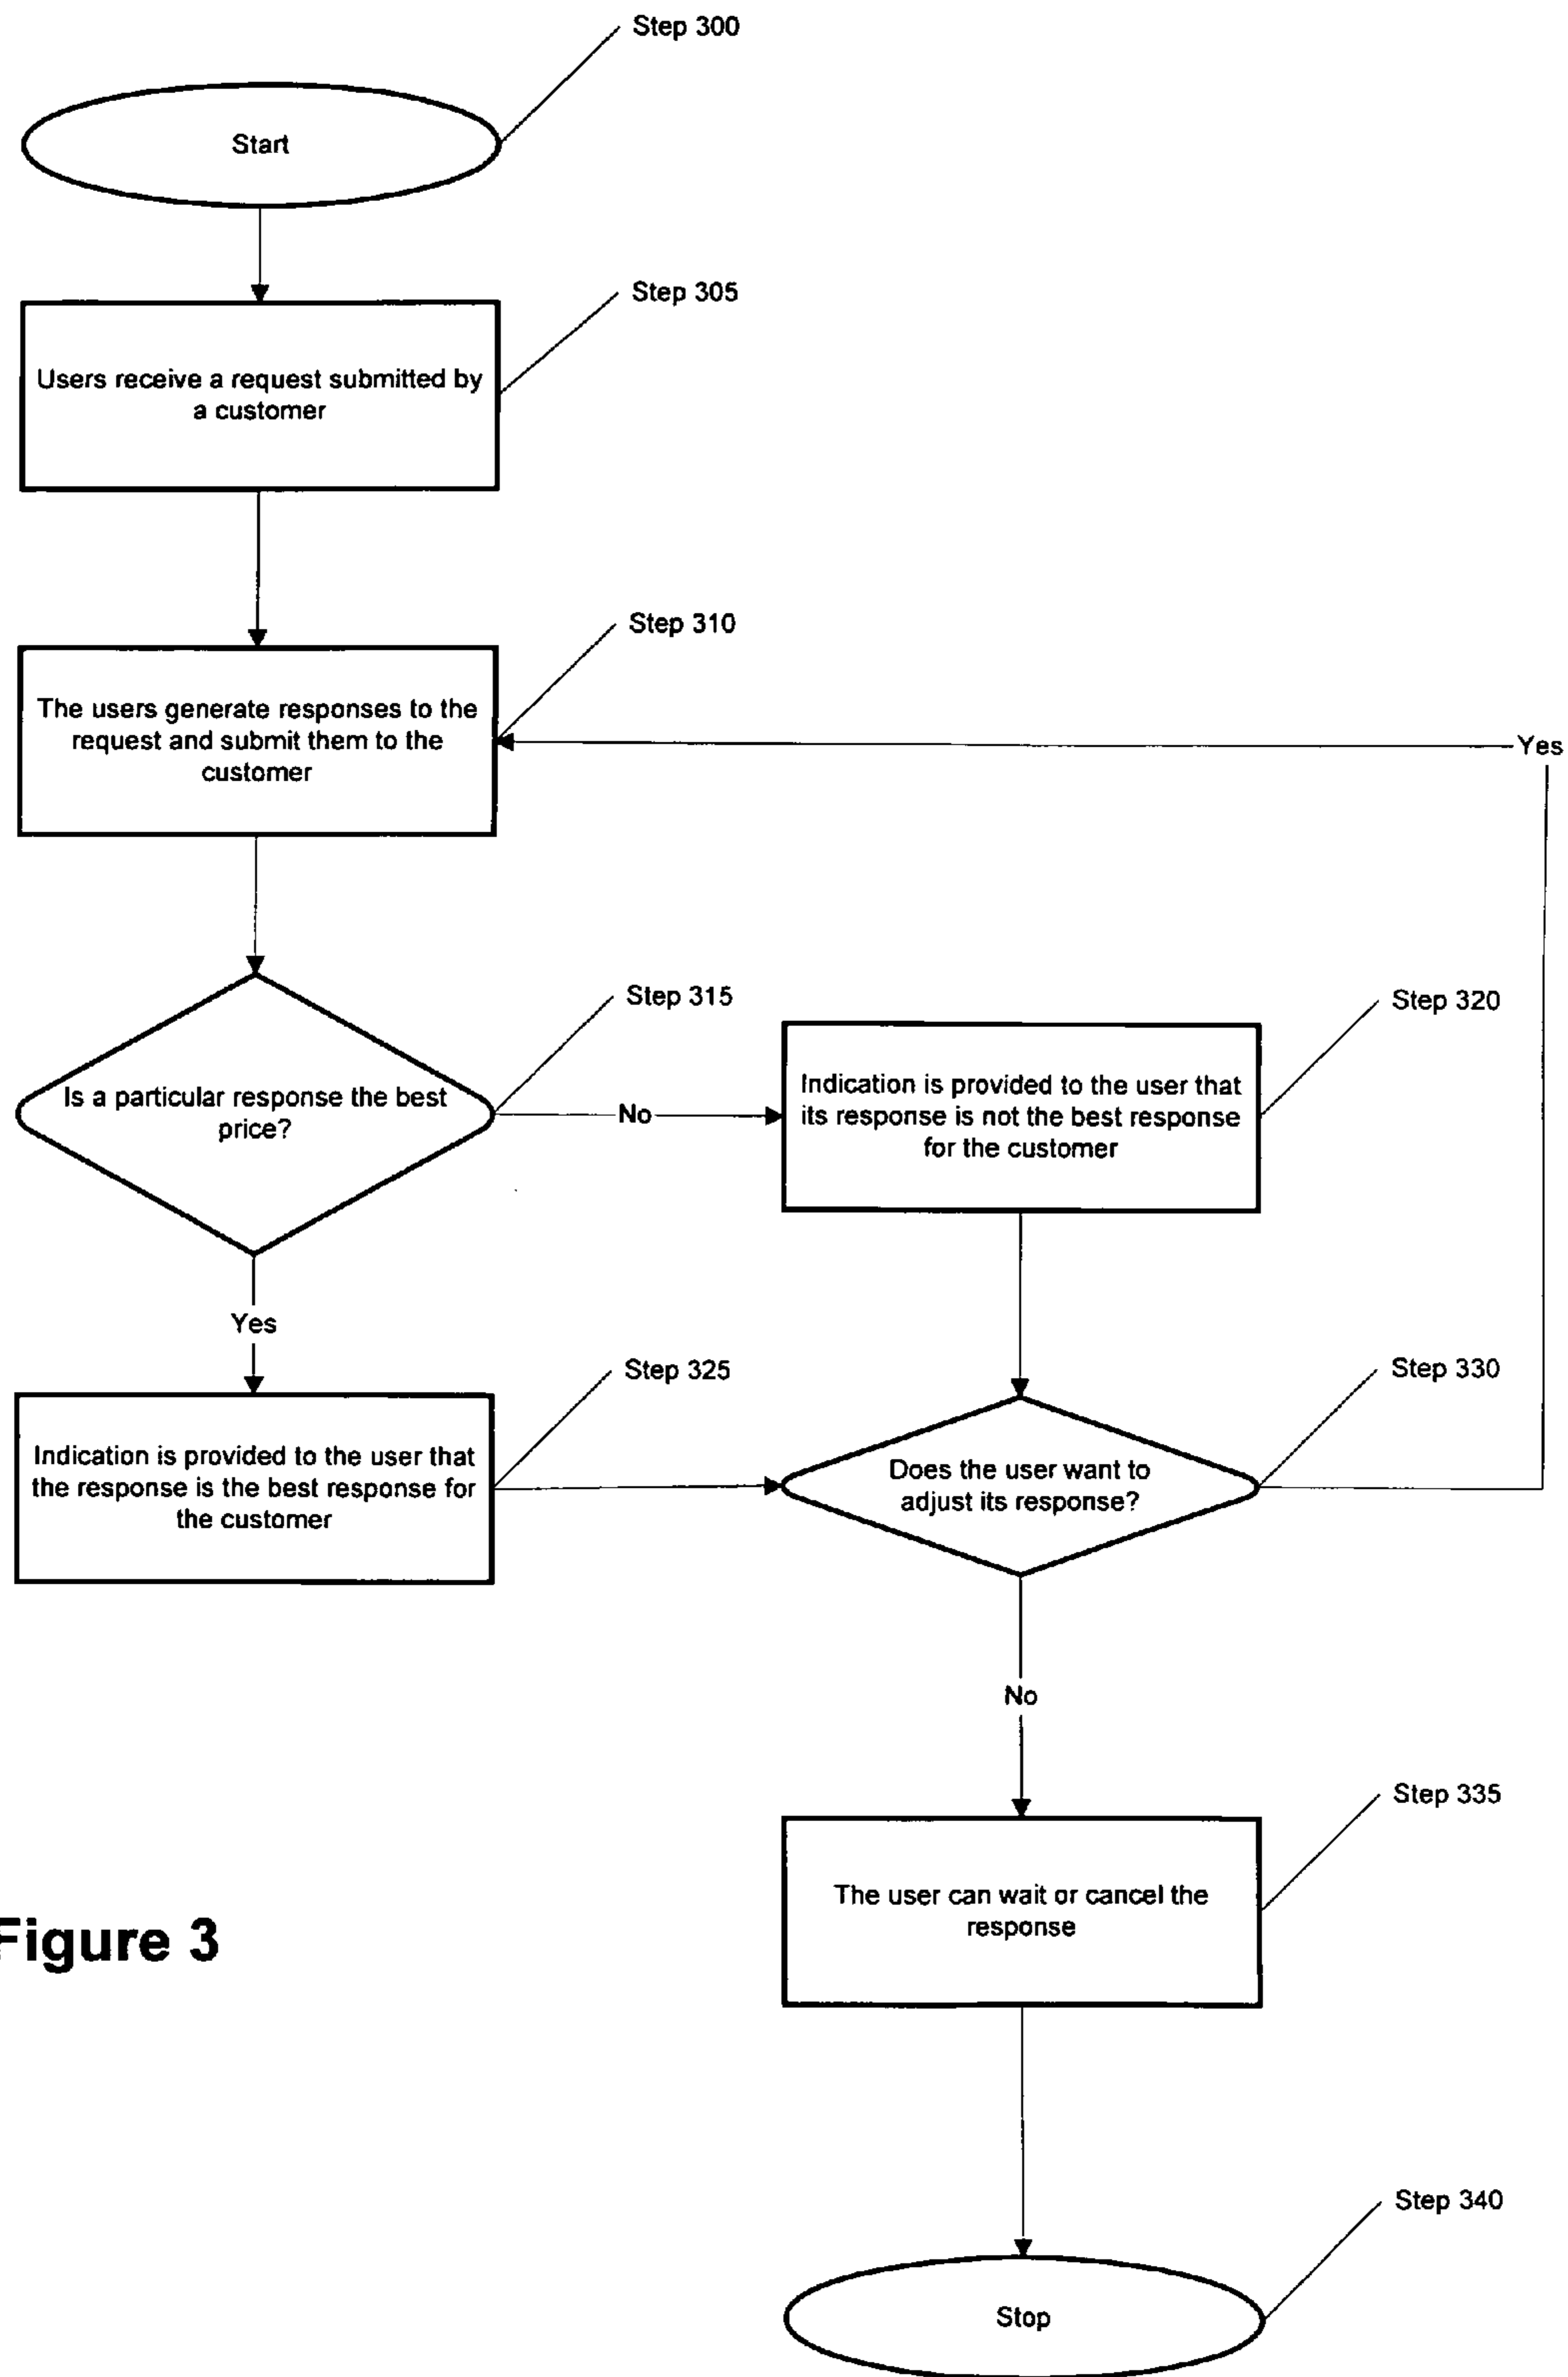 Step 300
Start
Step 305
Users receive a request submitted by
a customer
Step 310
The users generate responses to the
request and submit them to the
customer
Yes
Step 315
Is a particular response the best
price?
No
Step 320
Indication is provided to the user that
its response is not the best response
for the customer
Yes
Step 325
Indication is provided to the user that
the response is the best response for
the customer
Step 330
Does the user want to
adjust its response?
No
Step 335
The user can wait or cancel the
response
Figure 3
Step 340
Stop